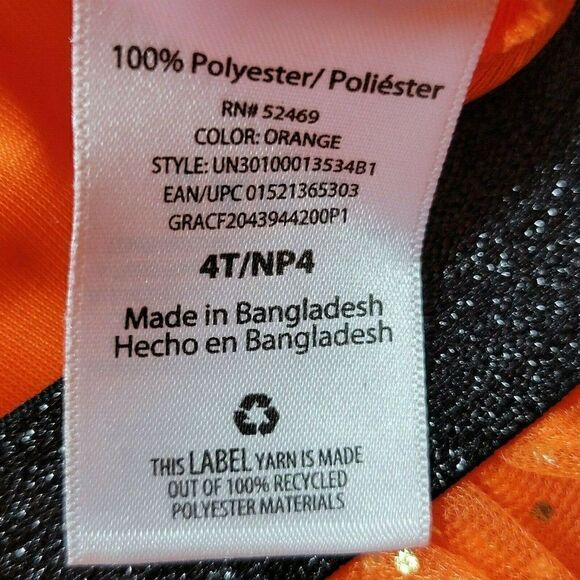 100% Polyester/ Poliéster
RN# 52469
COLOR: ORANGE
STYLE: UN30100013534B1
EAN/UPC 01521365303
GRACF2043944200P1
4T/NP4
Made in Bangladesh
Hecho en Bangladesh
THIS LABEL YARN IS MADE
OUT OF 100% RECYCLED
POLYESTER MATERIALS